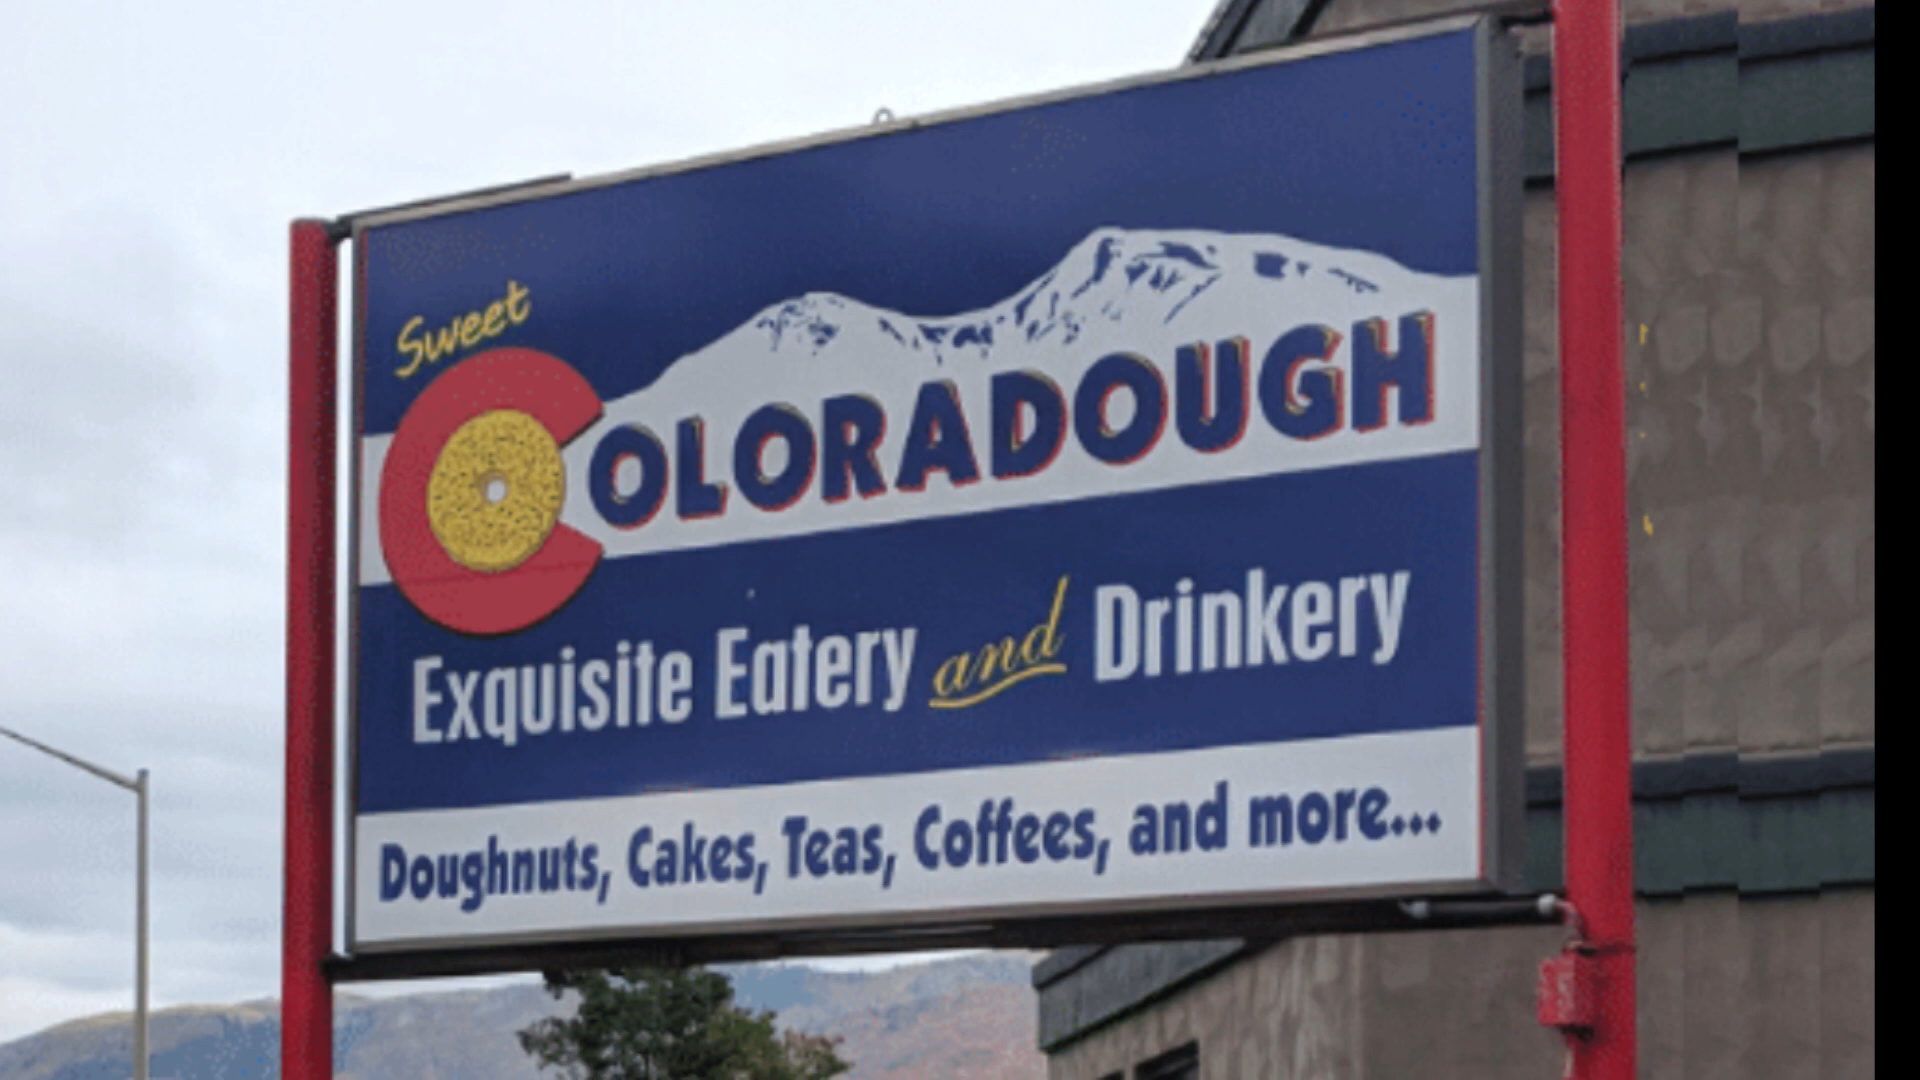 Sweet
COLORADOUGH
Exquisite Eatery and Drinkery
Doughnuts, Cakes, Teas, Coffees, and more...